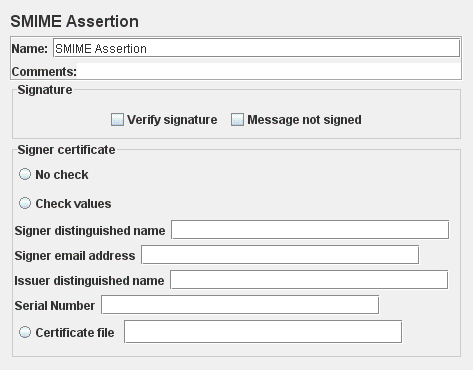 SMIME Assertion
Name: SMIME Assertion
Comments:
Signature
Verify signature Message not signed
Signer certificate
No check
Check values
Signer distinguished name
Signer email address
Issuer distinguished name
Serial Number
Certificate file